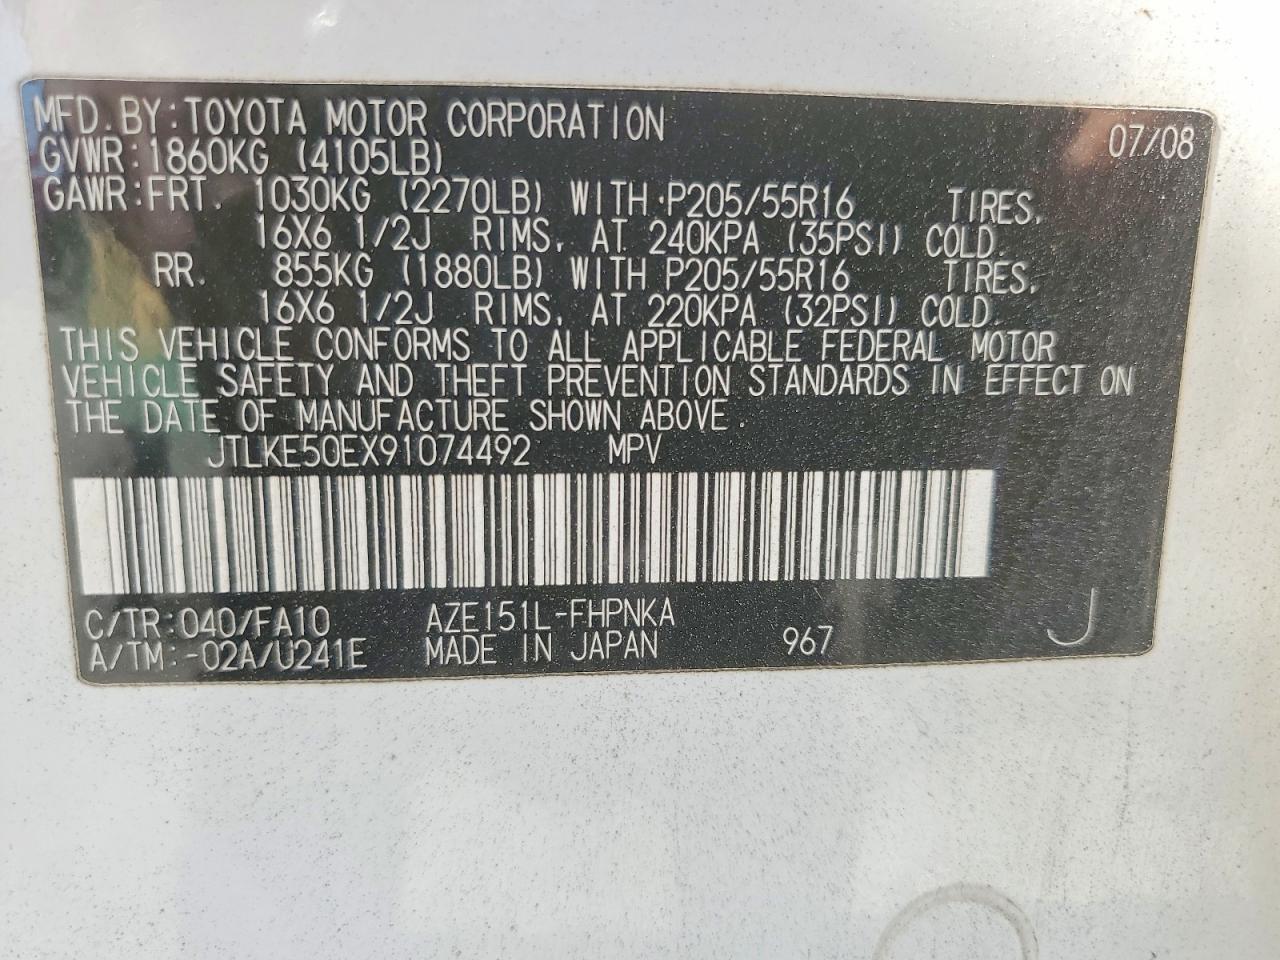 MFD. BY: TOYOTA MOTOR CORPORATION 07/08
GVWR: 1860KG (4105LB)
GAWR: FRT. 1030KG (2270LB) WITH P205/55R16 TIRES,
16X6 1/2J RIMS, AT 240KPA (35PSI) COLD.
RR. 855KG (1880LB) WITH P205/55R16 TIRES,
16X6 1/2J RIMS, AT 220KPA (32PSI) COLD.
THIS VEHICLE CONFORMS TO ALL APPLICABLE FEDERAL MOTOR
VEHICLE SAFETY AND THEFT PREVENTION STANDARDS IN EFFECT ON
THE DATE OF MANUFACTURE SHOWN ABOVE.
JTLKE50EX91074492 MPV
C/TR: 040/FA10 AZE151L-FHPNKA
A/TM: -02A/U241E MADE IN JAPAN 967 J